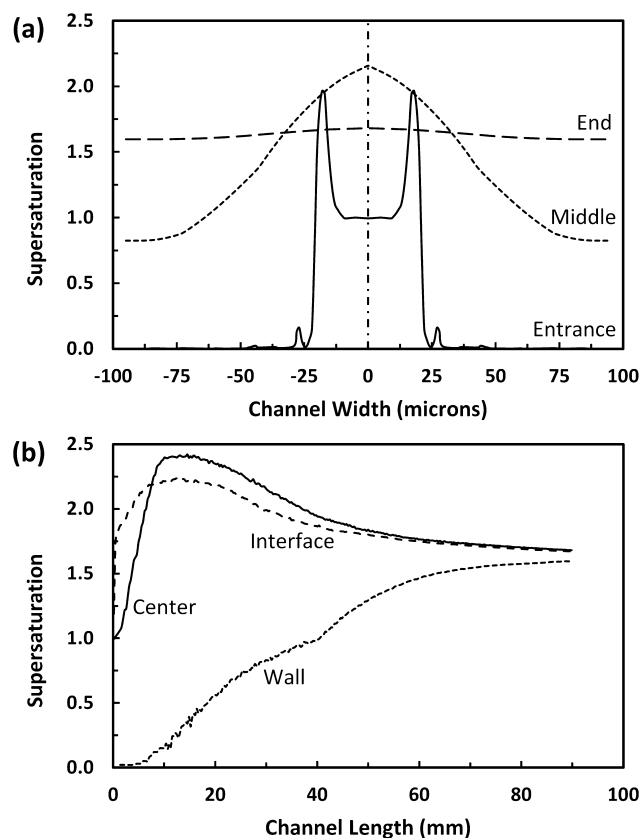 (a)
2.5
2.0
1.5
1.0
0.5
0.0
Supersaturation
End
Middle
Entrance
-100 -75 -50 -25 0 25 50 75 100
Channel Width (microns)
(b)
2.5
2.0
1.5
1.0
0.5
0.0
Supersaturation
Interface
Center
Wall
0 20 40 60 80 100
Channel Length (mm)